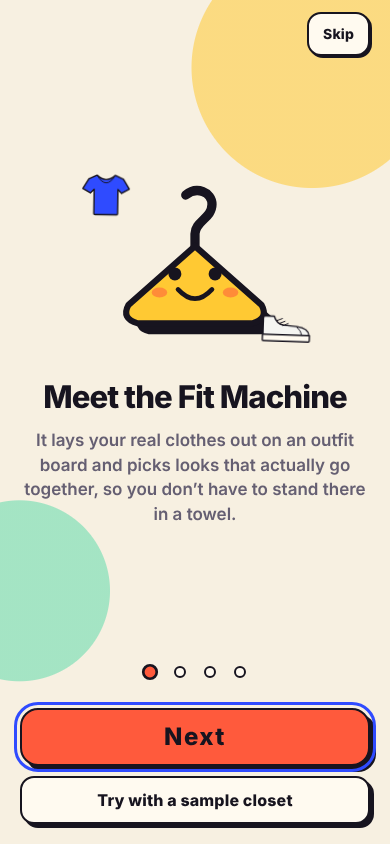 Skip
Meet the Fit Machine
It lays your real clothes out on an outfit
board and picks looks that actually go
together, so you don’t have to stand there
in a towel.
Next
Try with a sample closet